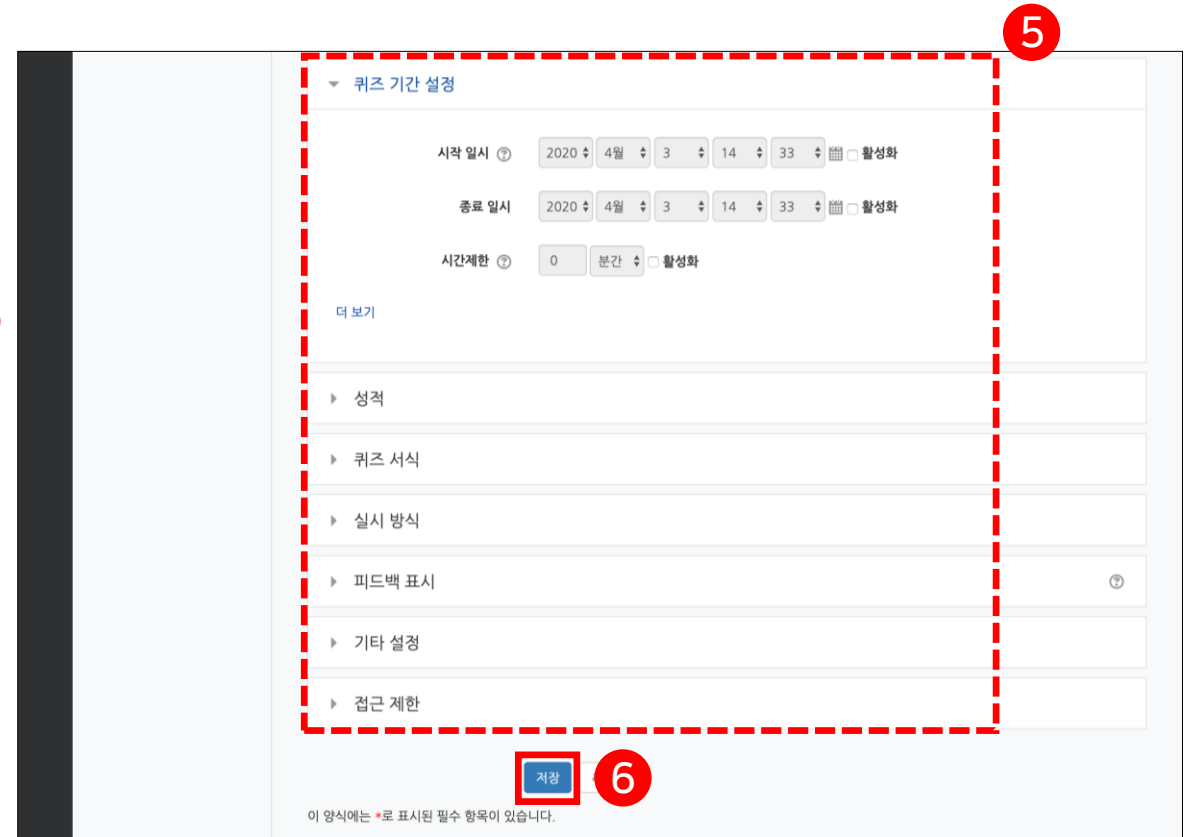 5
퀴즈 기간 설정
시작 일시 2020 4월 3 14 33 활성화
종료 일시 2020 4월 3 14 33 활성화
시간제한 0 분간 활성화
더 보기
성적
퀴즈 서식
실시 방식
피드백 표시
기타 설정
접근 제한
저장 6
이 양식에는 *로 표시된 필수 항목이 있습니다.